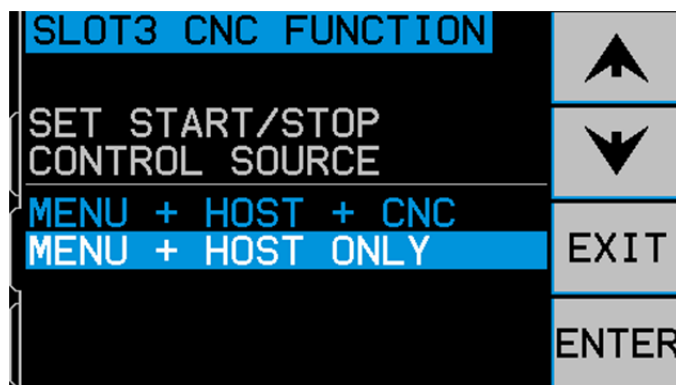 SLOT3 CNC FUNCTION
SET START/STOP
CONTROL SOURCE
MENU + HOST + CNC
MENU + HOST ONLY
EXIT
ENTER